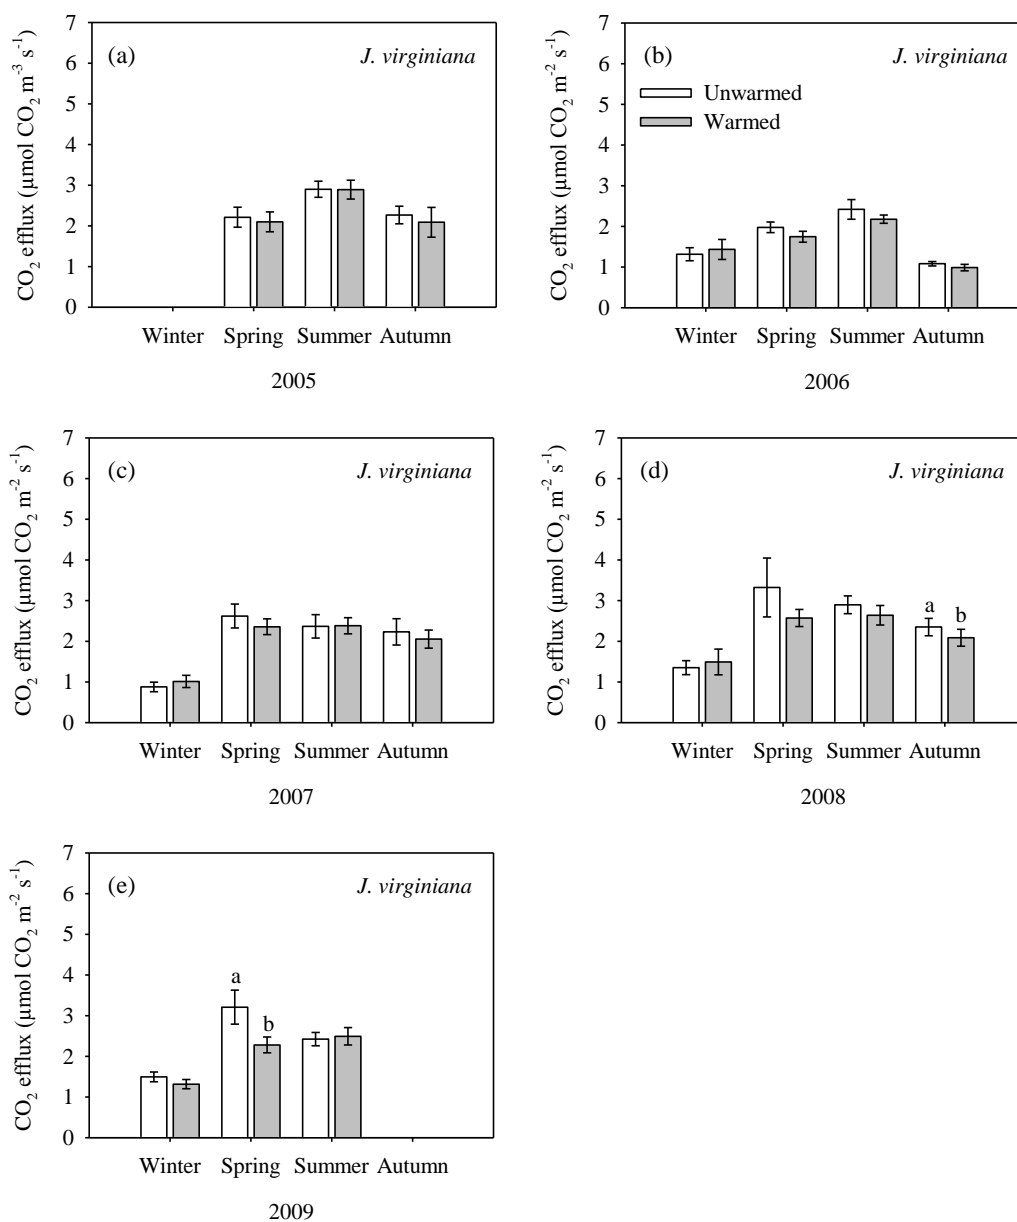 7
6
5
4
3
2
1
0
CO₂ efflux (µmol CO₂ m⁻³ s⁻¹)
(a)
J. virginiana
Winter Spring Summer Autumn
2005
7
6
5
4
3
2
1
0
CO₂ efflux (µmol CO₂ m⁻² s⁻¹)
(b)
J. virginiana
Unwarmed
Warmed
Winter Spring Summer Autumn
2006
7
6
5
4
3
2
1
0
CO₂ efflux (µmol CO₂ m⁻² s⁻¹)
(c)
J. virginiana
Winter Spring Summer Autumn
2007
7
6
5
4
3
2
1
0
CO₂ efflux (µmol CO₂ m⁻² s⁻¹)
(d)
J. virginiana
a
b
Winter Spring Summer Autumn
2008
7
6
5
4
3
2
1
0
CO₂ efflux (µmol CO₂ m⁻² s⁻¹)
(e)
J. virginiana
a
b
Winter Spring Summer Autumn
2009